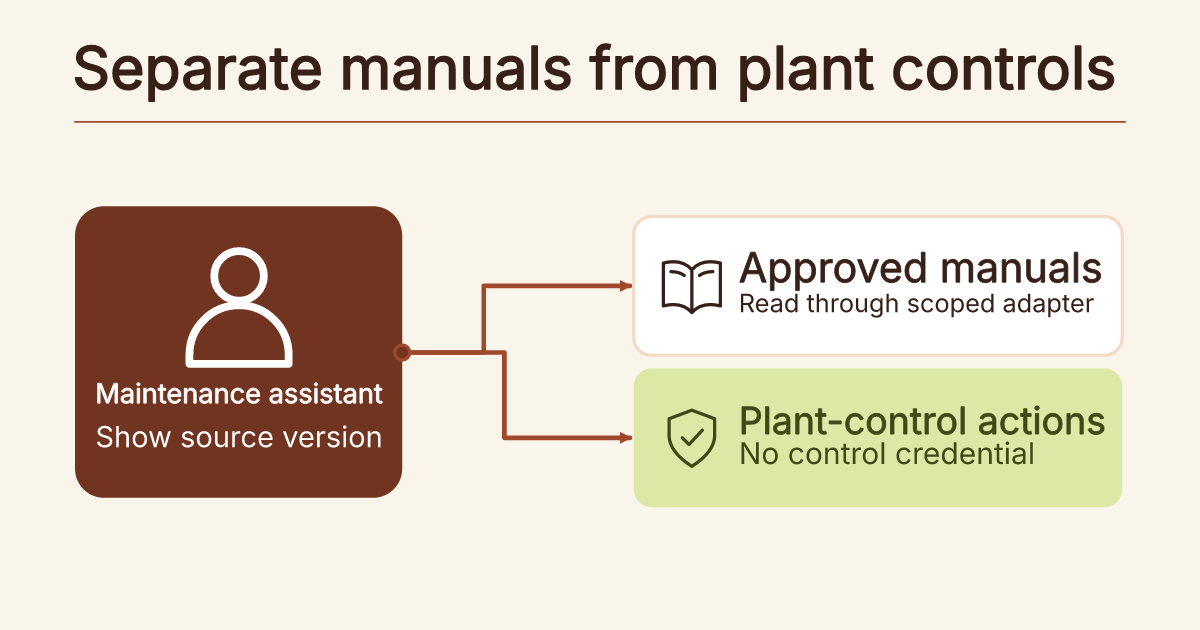 Separate manuals from plant controls
Maintenance assistant
Show source version
Approved manuals
Read through scoped adapter
Plant-control actions
No control credential